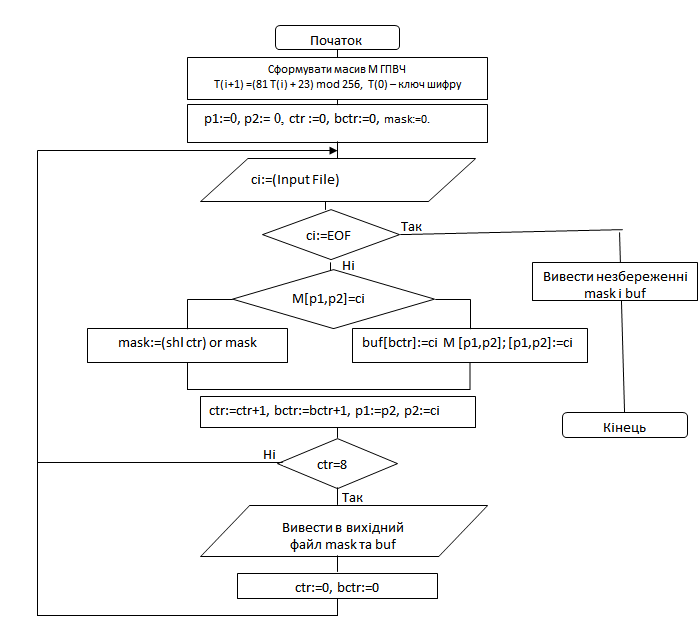 Початок
Сформувати масив М ГПВЧ
T(i+1) =(81 T(i) + 23) mod 256,  T(0) – ключ шифру
p1:=0, p2:= 0, ctr :=0, bctr:=0, mask:=0.
ci:=(Input File)
ci:=EOF
Так
Ні
M[p1,p2]=ci
Вивести незбереженні
mask i buf
mask:=(shl ctr) or mask
buf[bctr]:=ci M [p1,p2]; [p1,p2]:=ci
ctr:=ctr+1, bctr:=bctr+1, p1:=p2, p2:=ci
Кінець
Ні
ctr=8
Так
Вивести в вихідний
файл mask та buf
ctr:=0, bctr:=0